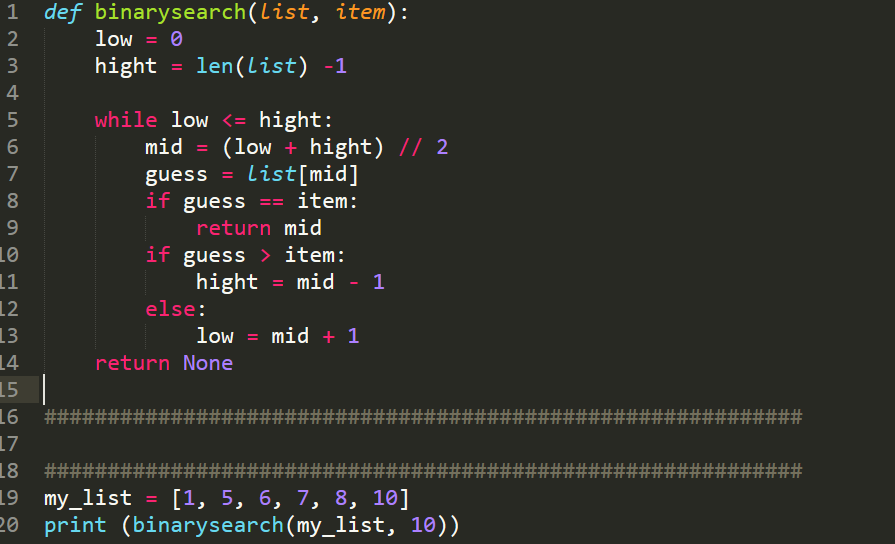 1 def binarysearch(list, item):
2     low = 0
3     hight = len(list) -1
4
5     while low <= hight:
6         mid = (low + hight) // 2
7         guess = list[mid]
8         if guess == item:
9             return mid
10         if guess > item:
11             hight = mid - 1
12         else:
13             low = mid + 1
14     return None
15
16 ############################################################
17
18 ############################################################
19 my_list = [1, 5, 6, 7, 8, 10]
20 print (binarysearch(my_list, 10))